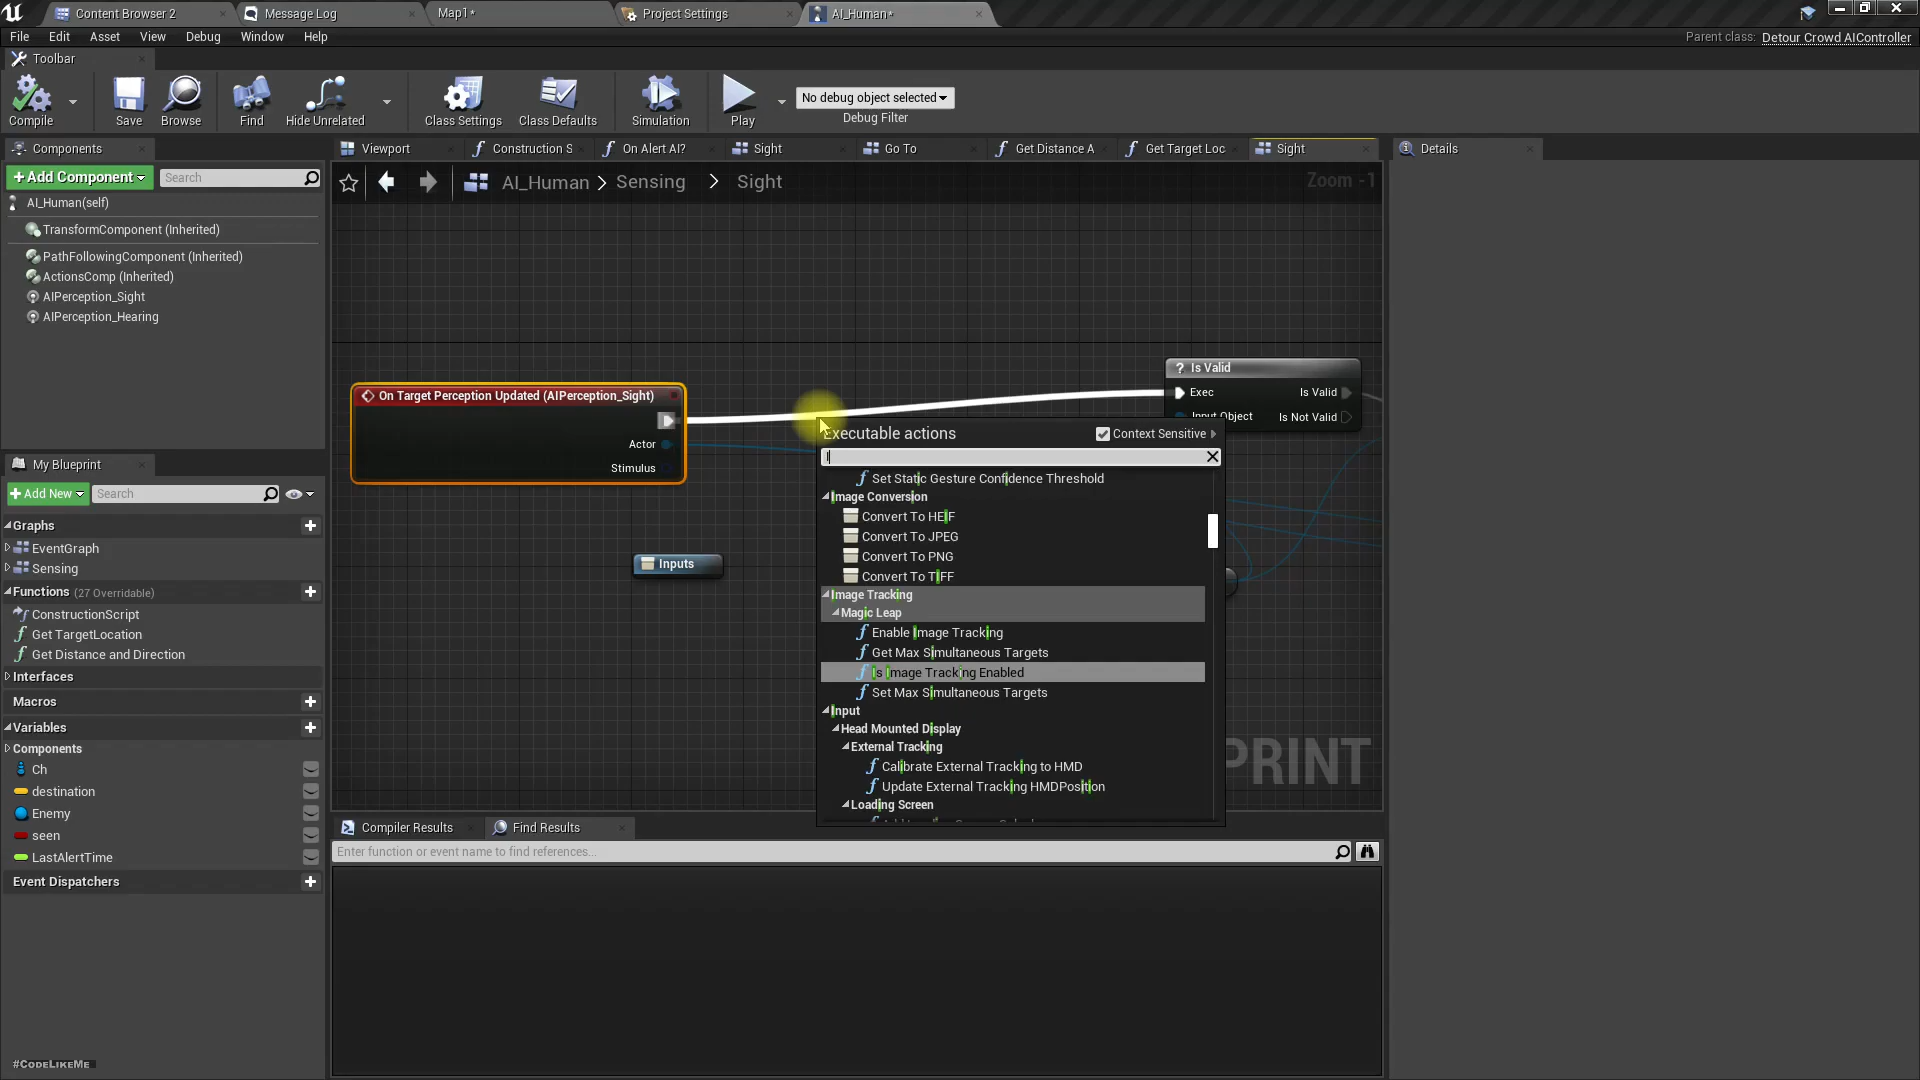 Content Browser 2
Message Log
Map1*
Project Settings
AI_Human*
File Edit Asset View Debug Window Help
Parent class: Detour Crowd AIController
Toolbar
Compile
Save
Browse
Find
Hide Unrelated
Class Settings
Class Defaults
Simulation
Play
No debug object selected
Debug Filter
Components
Viewport
Construction S
On Alert AI?
Sight
Go To
Get Distance A
Get Target Loc
Sight
Details
+Add Component
Search
AI_Human > Sensing > Sight
Zoom -1
AI_Human(self)
TransformComponent (Inherited)
PathFollowingComponent (Inherited)
ActionsComp (Inherited)
AIPerception_Sight
AIPerception_Hearing
On Target Perception Updated (AIPerception_Sight)
Actor
Stimulus
? Is Valid
Exec
Is Valid
Input Object
Is Not Valid
Inputs
Executable actions
Context Sensitive
I
Set Static Gesture Confidence Threshold
Image Conversion
Convert To HEIF
Convert To JPEG
Convert To PNG
Convert To TIFF
Image Tracking
Magic Leap
Enable Image Tracking
Get Max Simultaneous Targets
Is Image Tracking Enabled
Set Max Simultaneous Targets
Input
Head Mounted Display
External Tracking
Calibrate External Tracking to HMD
Update External Tracking HMDPosition
Loading Screen
PRINT
My Blueprint
+Add New
Search
Graphs
EventGraph
Sensing
Functions (27 Overridable)
ConstructionScript
Get TargetLocation
Get Distance and Direction
Interfaces
Macros
Variables
Components
Ch
destination
Enemy
seen
LastAlertTime
Event Dispatchers
Compiler Results
Find Results
Enter function or event name to find references...
#CodeLikeMe